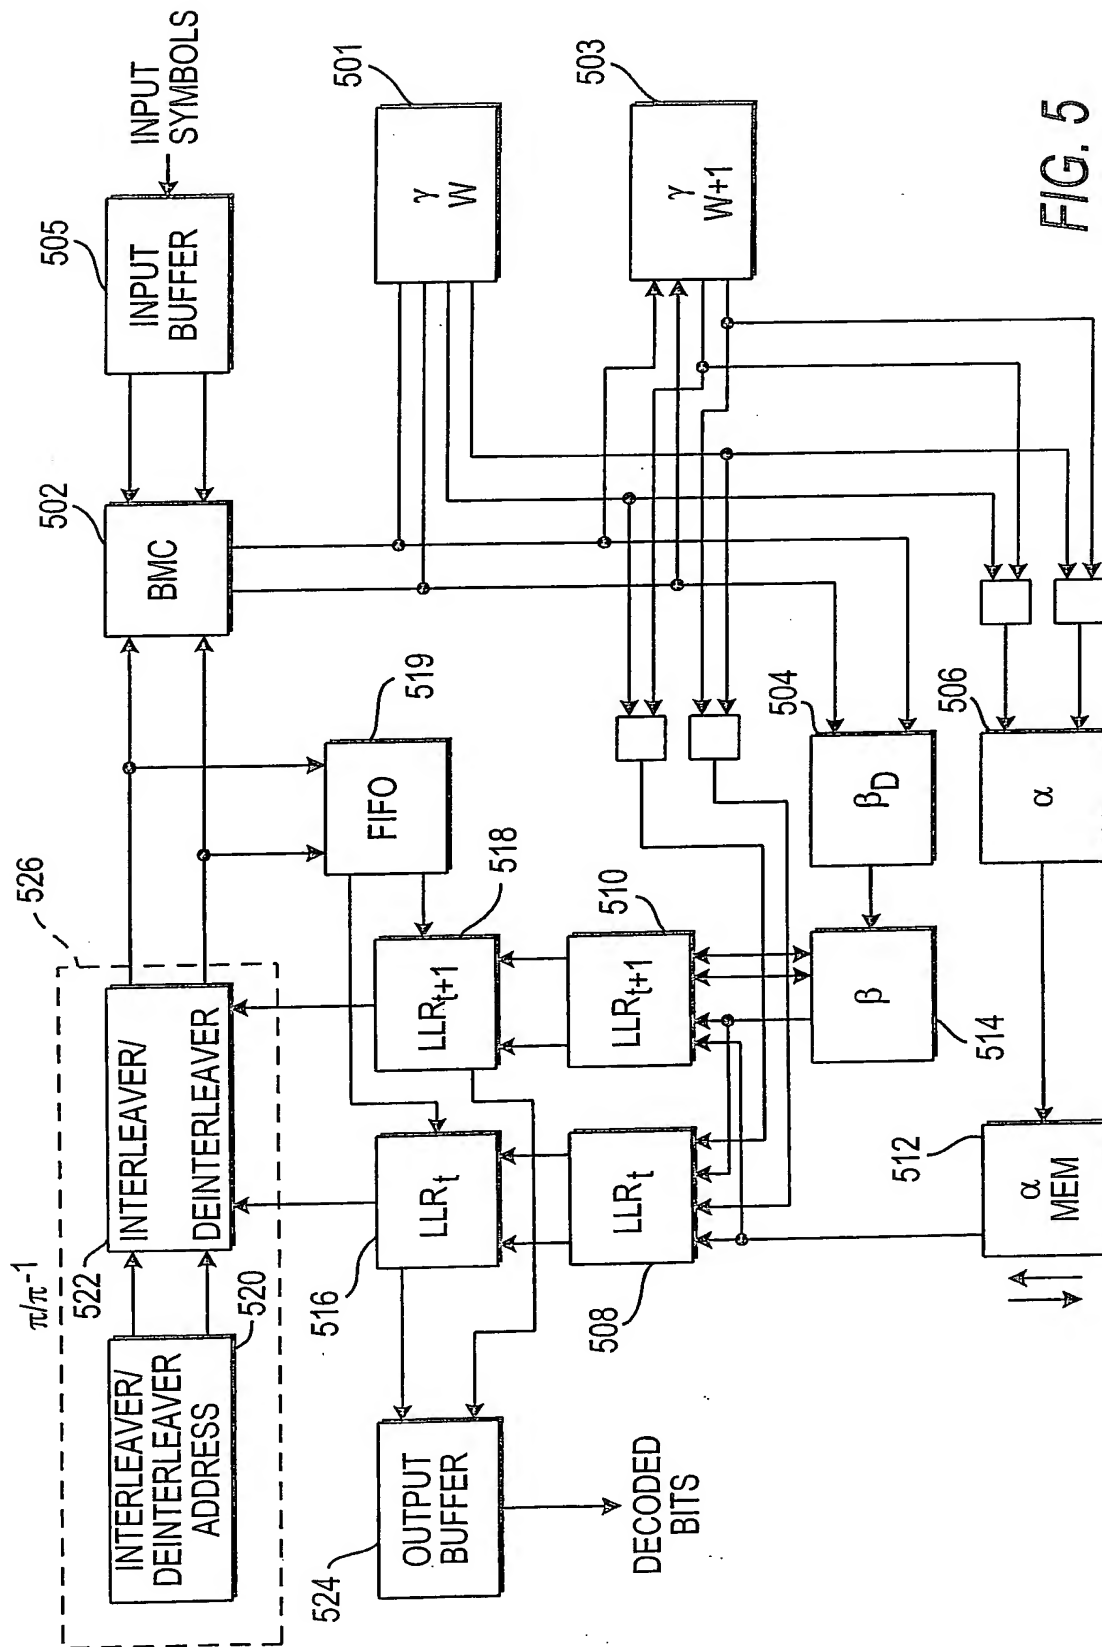 π/π-1
526
INTERLEAVER/
DEINTERLEAVER
ADDRESS
520
522
INTERLEAVER/
DEINTERLEAVER
502
BMC
505
INPUT
BUFFER
INPUT
SYMBOLS
524
OUTPUT
BUFFER
DECODED
BITS
516
LLRt
LLRt+1
518
FIFO
519
501
γ
W
508
LLRt
LLRt+1
510
503
γ
W+1
514
β
βD
504
512
α
MEM
α
506
FIG. 5